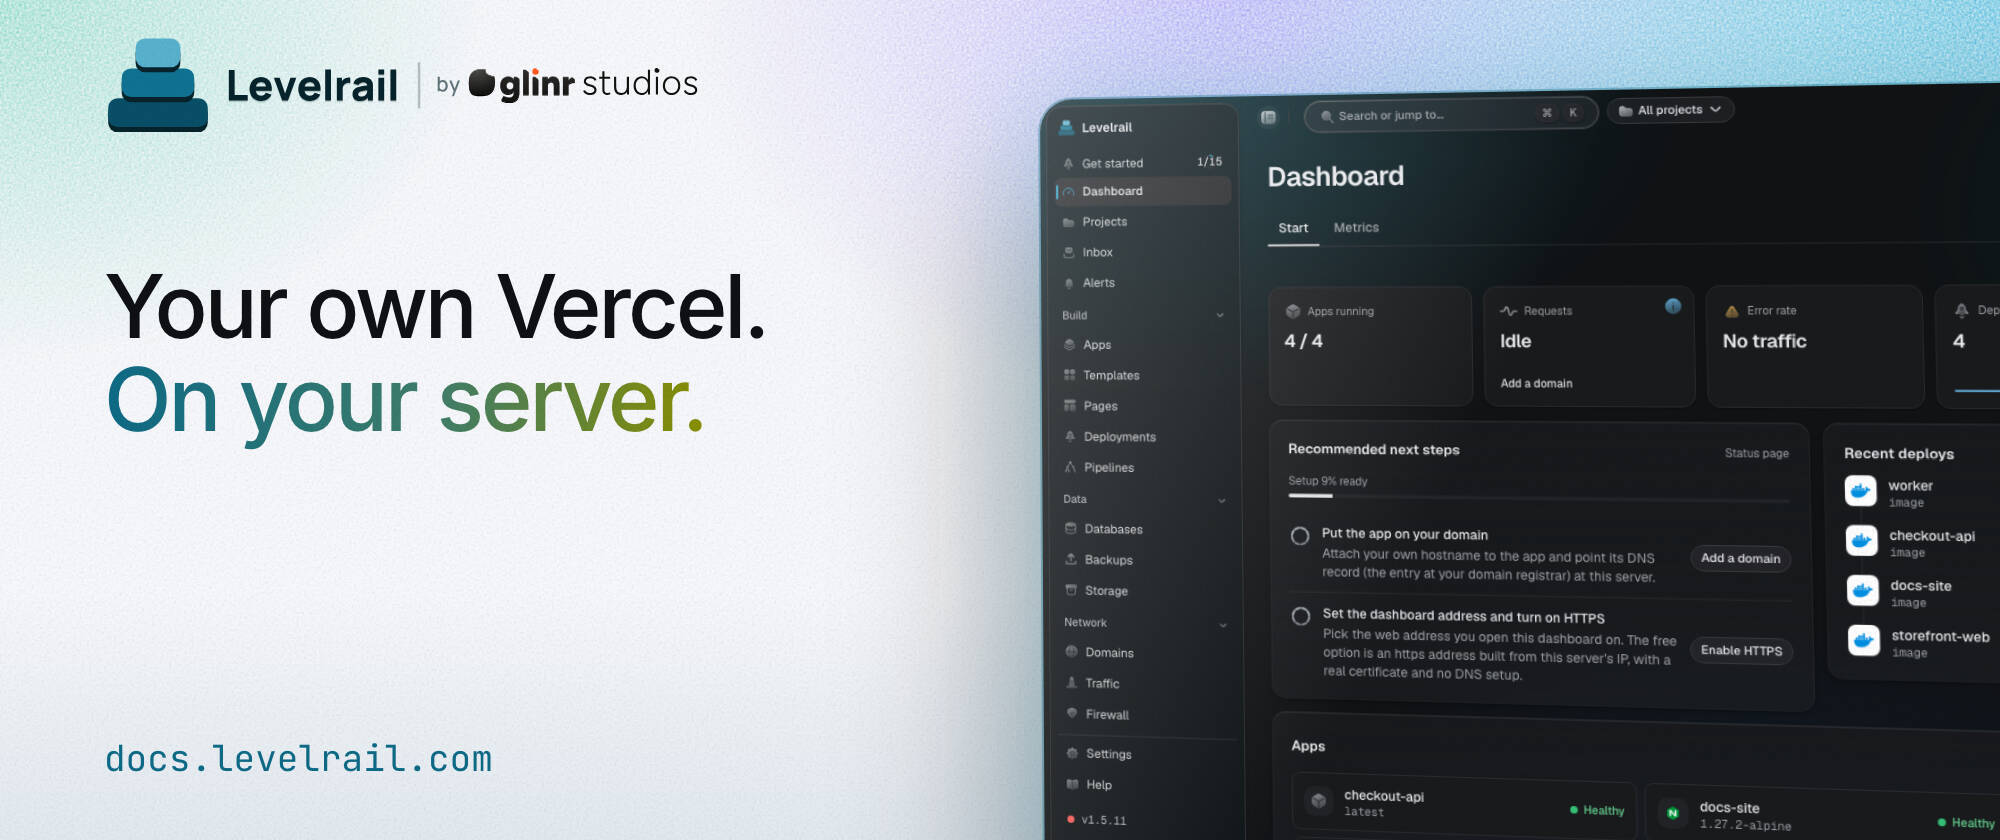 Levelrail
by glinr studios
Your own Vercel.
On your server.
docs.levelrail.com
Levelrail
Get started 1/15
Dashboard
Projects
Inbox
Alerts
Build
Apps
Templates
Pages
Deployments
Pipelines
Data
Databases
Backups
Storage
Network
Domains
Traffic
Firewall
Settings
Help
v1.5.11
Search or jump to... ⌘ K
All projects
Dashboard
Start Metrics
Apps running
4 / 4
Requests
Idle
Add a domain
Error rate
No traffic
Dep
4
Recommended next steps
Status page
Setup 9% ready
Put the app on your domain
Attach your own hostname to the app and point its DNS
record (the entry at your domain registrar) at this server.
Add a domain
Set the dashboard address and turn on HTTPS
Pick the web address you open this dashboard on. The free
option is an https address built from this server's IP, with a
real certificate and no DNS setup.
Enable HTTPS
Recent deploys
worker
image
checkout-api
image
docs-site
image
storefront-web
image
Apps
checkout-api
latest
Healthy
docs-site
1.27.2-alpine
Healthy